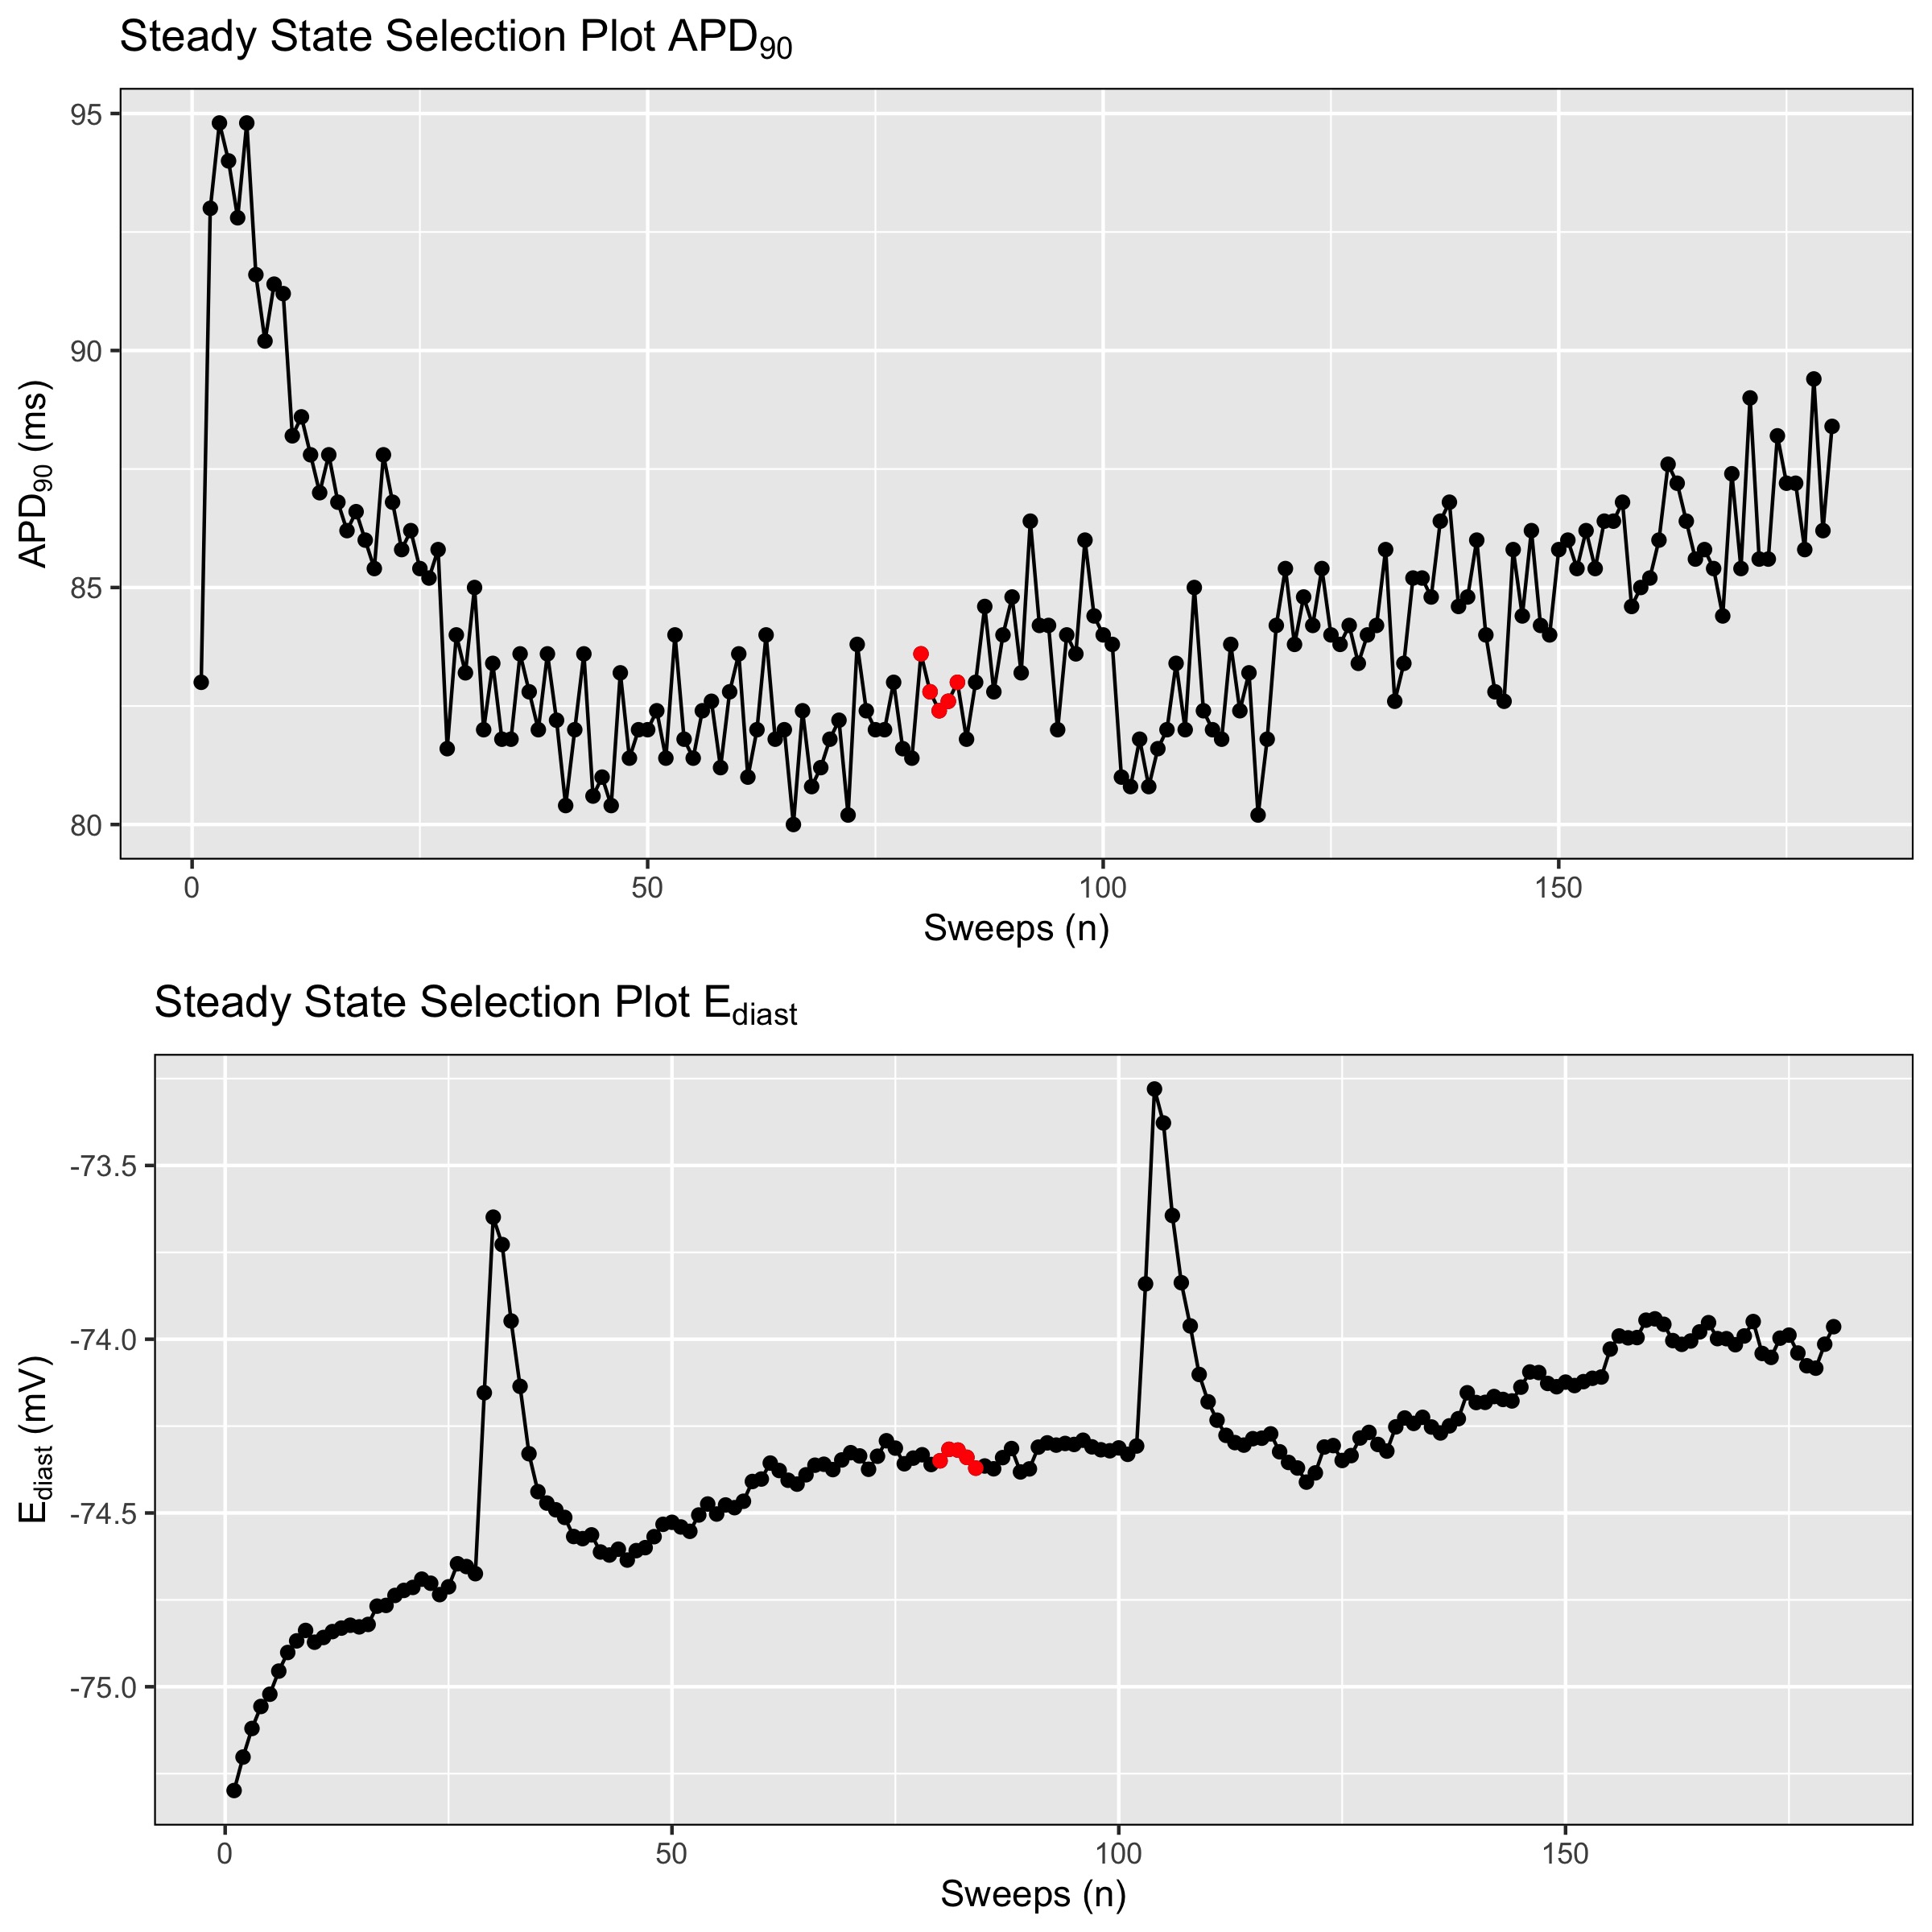 Steady State Selection Plot APD90
95
90
85
80
APD90 (ms)
0 50 100 150
Sweeps (n)
Steady State Selection Plot Ediast
-73.5
-74.0
-74.5
-75.0
Ediast (mV)
0 50 100 150
Sweeps (n)